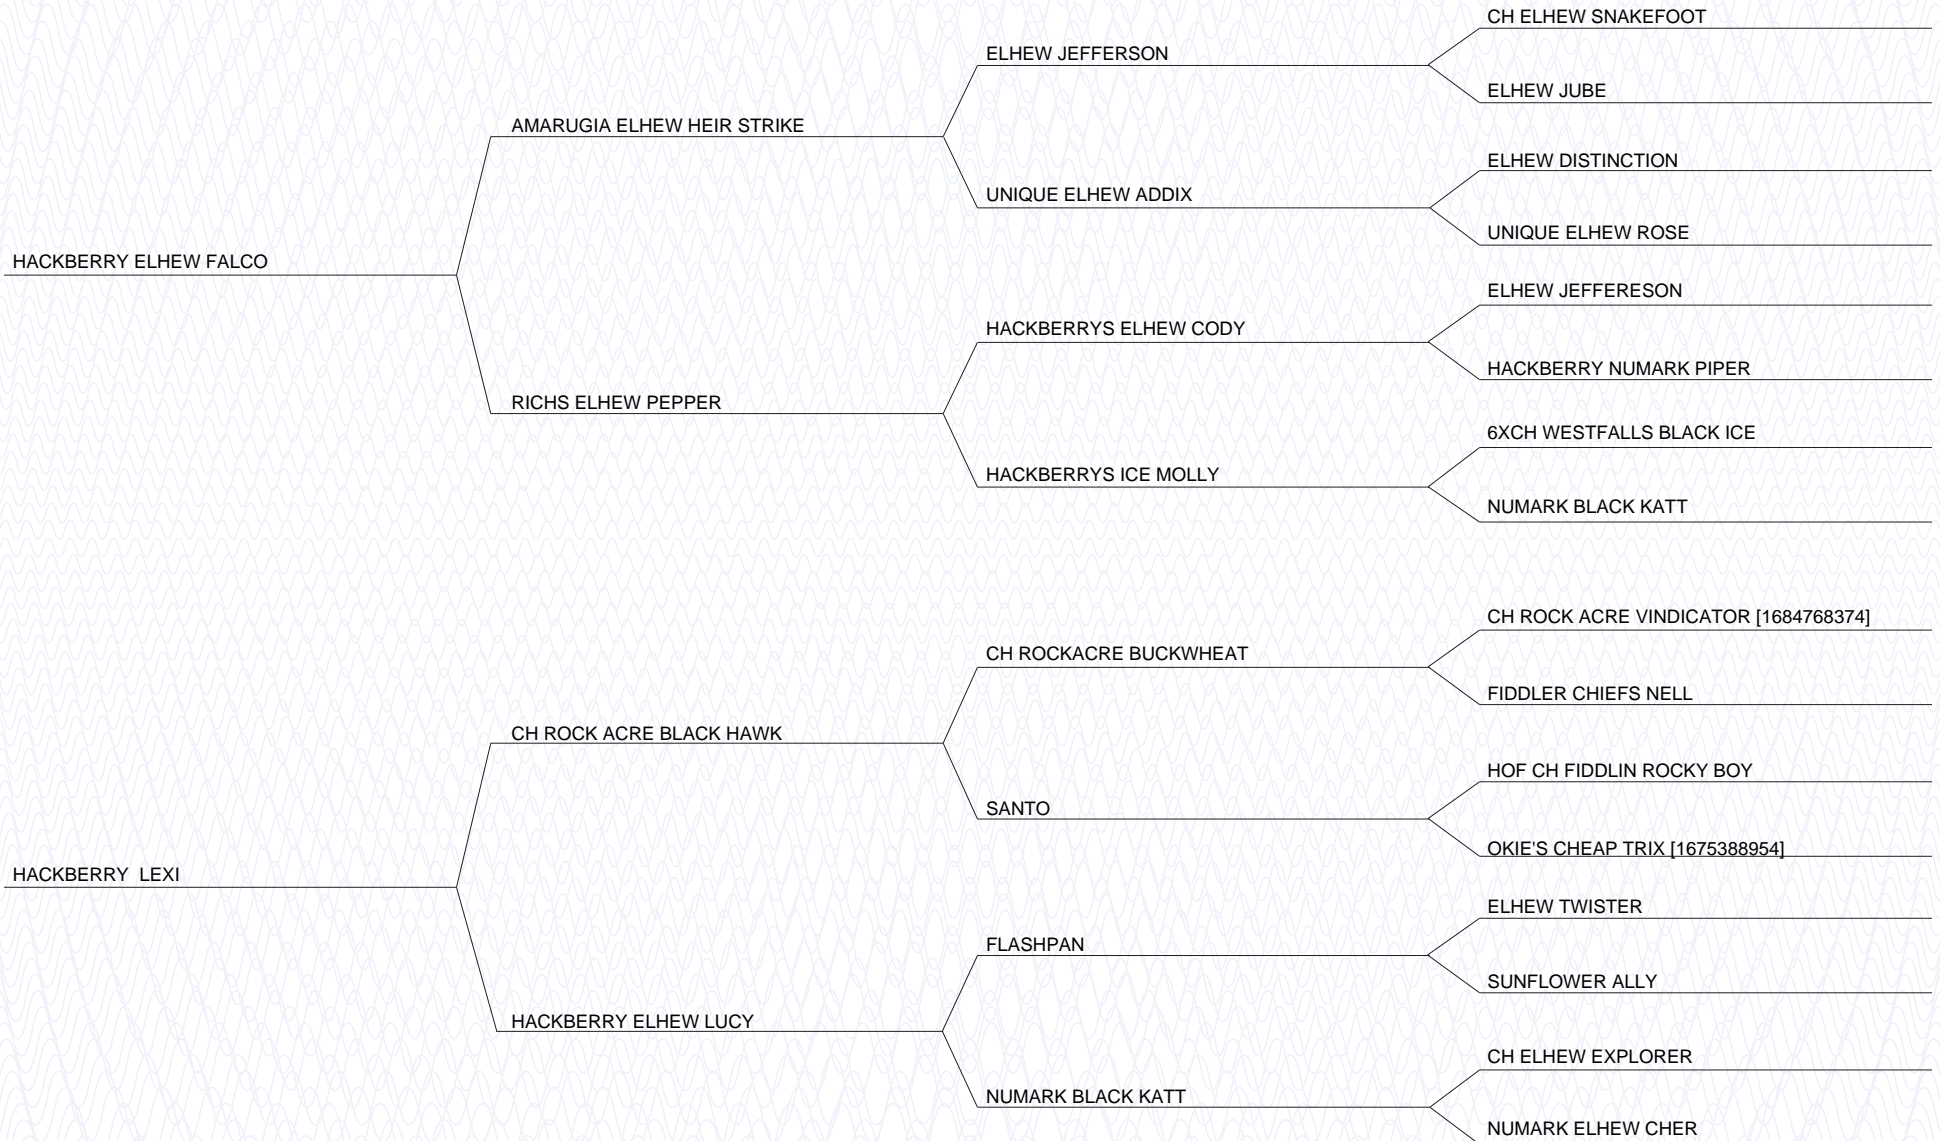 CH ELHEW SNAKEFOOT
ELHEW JEFFERSON
ELHEW JUBE
AMARUGIA ELHEW HEIR STRIKE
ELHEW DISTINCTION
UNIQUE ELHEW ADDIX
UNIQUE ELHEW ROSE
HACKBERRY ELHEW FALCO
ELHEW JEFFERESON
HACKBERRYS ELHEW CODY
HACKBERRY NUMARK PIPER
RICHS ELHEW PEPPER
6XCH WESTFALLS BLACK ICE
HACKBERRYS ICE MOLLY
NUMARK BLACK KATT
CH ROCK ACRE VINDICATOR [1684768374]
CH ROCKACRE BUCKWHEAT
FIDDLER CHIEFS NELL
CH ROCK ACRE BLACK HAWK
HOF CH FIDDLIN ROCKY BOY
SANTO
OKIE'S CHEAP TRIX [1675388954]
HACKBERRY  LEXI
ELHEW TWISTER
FLASHPAN
SUNFLOWER ALLY
HACKBERRY ELHEW LUCY
CH ELHEW EXPLORER
NUMARK BLACK KATT
NUMARK ELHEW CHER